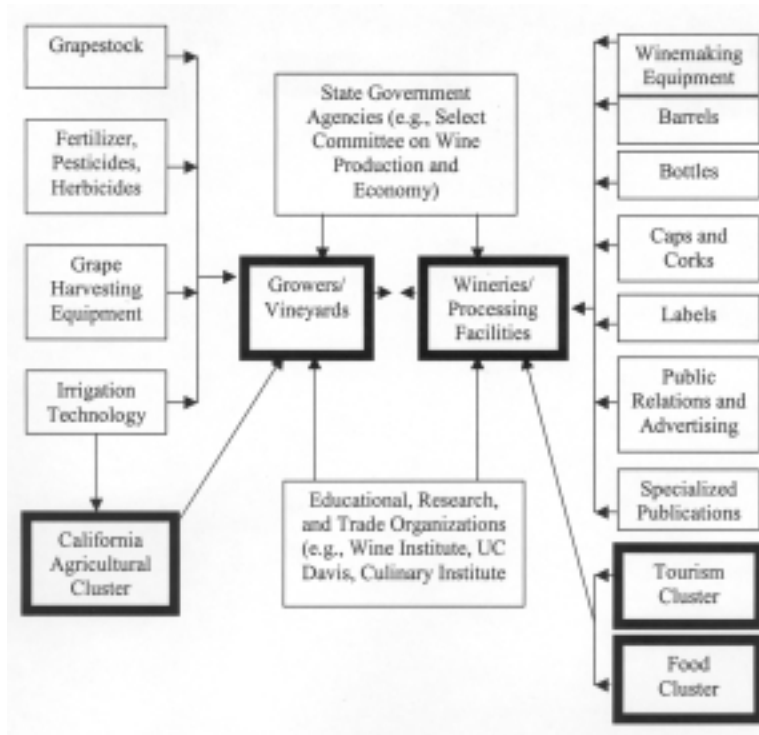 Grapestock
Fertilizer,
Pesticides,
Herbicides
Grape
Harvesting
Equipment
Irrigation
Technology
California
Agricultural
Cluster
State Government
Agencies (e.g., Select
Committee on Wine
Production and
Economy)
Growers/
Vineyards
Wineries/
Processing
Facilities
Educational, Research,
and Trade Organizations
(e.g., Wine Institute, UC
Davis, Culinary Institute
Winemaking
Equipment
Barrels
Bottles
Caps and
Corks
Labels
Public
Relations and
Advertising
Specialized
Publications
Tourism
Cluster
Food
Cluster